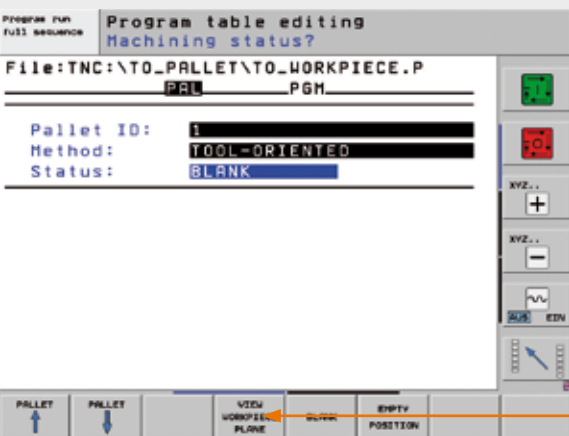 Program run
full sequence
Program table editing
Machining status?
File:TNC:\TO_PALLET\TO_WORKPIECE.P
PAL PGM
Pallet ID: 1
Method: TOOL-ORIENTED
Status: BLANK
XYZ..
+
XYZ..
−
AUS EIN
PALLET
PALLET
VIEW
WORKPIECE
PLANE
BLANK
EMPTY
POSITION